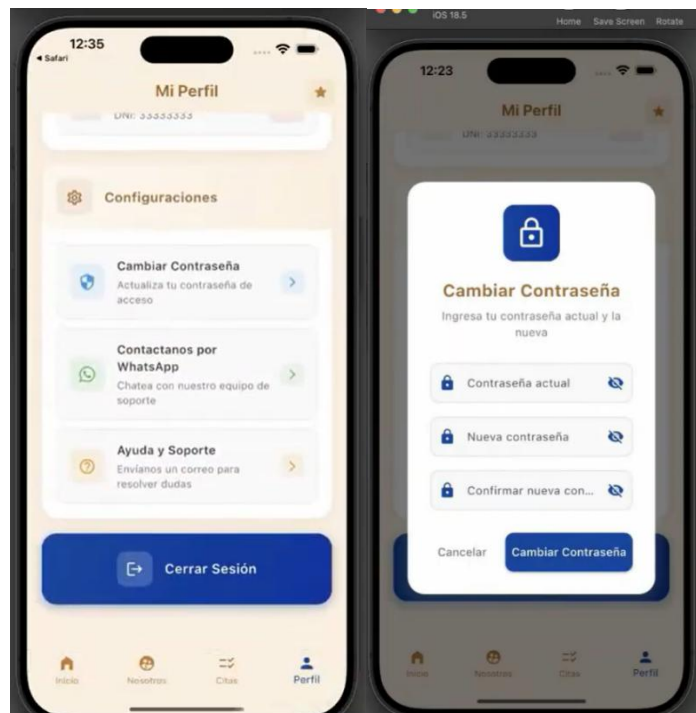 12:35
Safari
Mi Perfil
DNI: 33333333
Configuraciones
Cambiar Contraseña
Actualiza tu contraseña de
acceso
Contactanos por
WhatsApp
Chatea con nuestro equipo de
soporte
Ayuda y Soporte
Envíanos un correo para
resolver dudas
Cerrar Sesión
Inicio
Nosotros
Citas
Perfil
iOS 18.5
Home
Save Screen
Rotate
12:23
Mi Perfil
DNI: 33333333
Cambiar Contraseña
Ingresa tu contraseña actual y la
nueva
Contraseña actual
Nueva contraseña
Confirmar nueva con...
Cancelar
Cambiar Contraseña
Inicio
Nosotros
Citas
Perfil